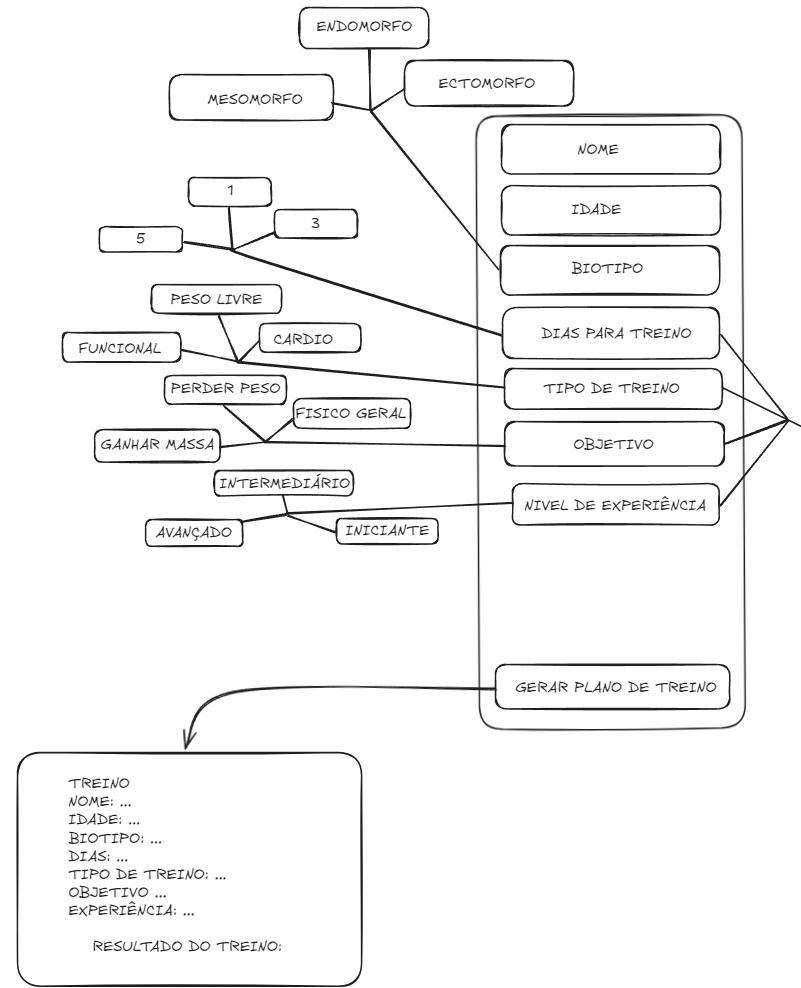 ENDOMORFO
MESOMORFO
ECTOMORFO
NOME
IDADE
BIOTIPO
DIAS PARA TREINO
TIPO DE TREINO
OBJETIVO
NIVEL DE EXPERIÊNCIA
GERAR PLANO DE TREINO
1
3
5
PESO LIVRE
CARDIO
FUNCIONAL
PERDER PESO
FISICO GERAL
GANHAR MASSA
INTERMEDIÁRIO
AVANÇADO
INICIANTE
TREINO
NOME: ...
IDADE: ...
BIOTIPO: ...
DIAS: ...
TIPO DE TREINO: ...
OBJETIVO ...
EXPERIÊNCIA: ...
RESULTADO DO TREINO: